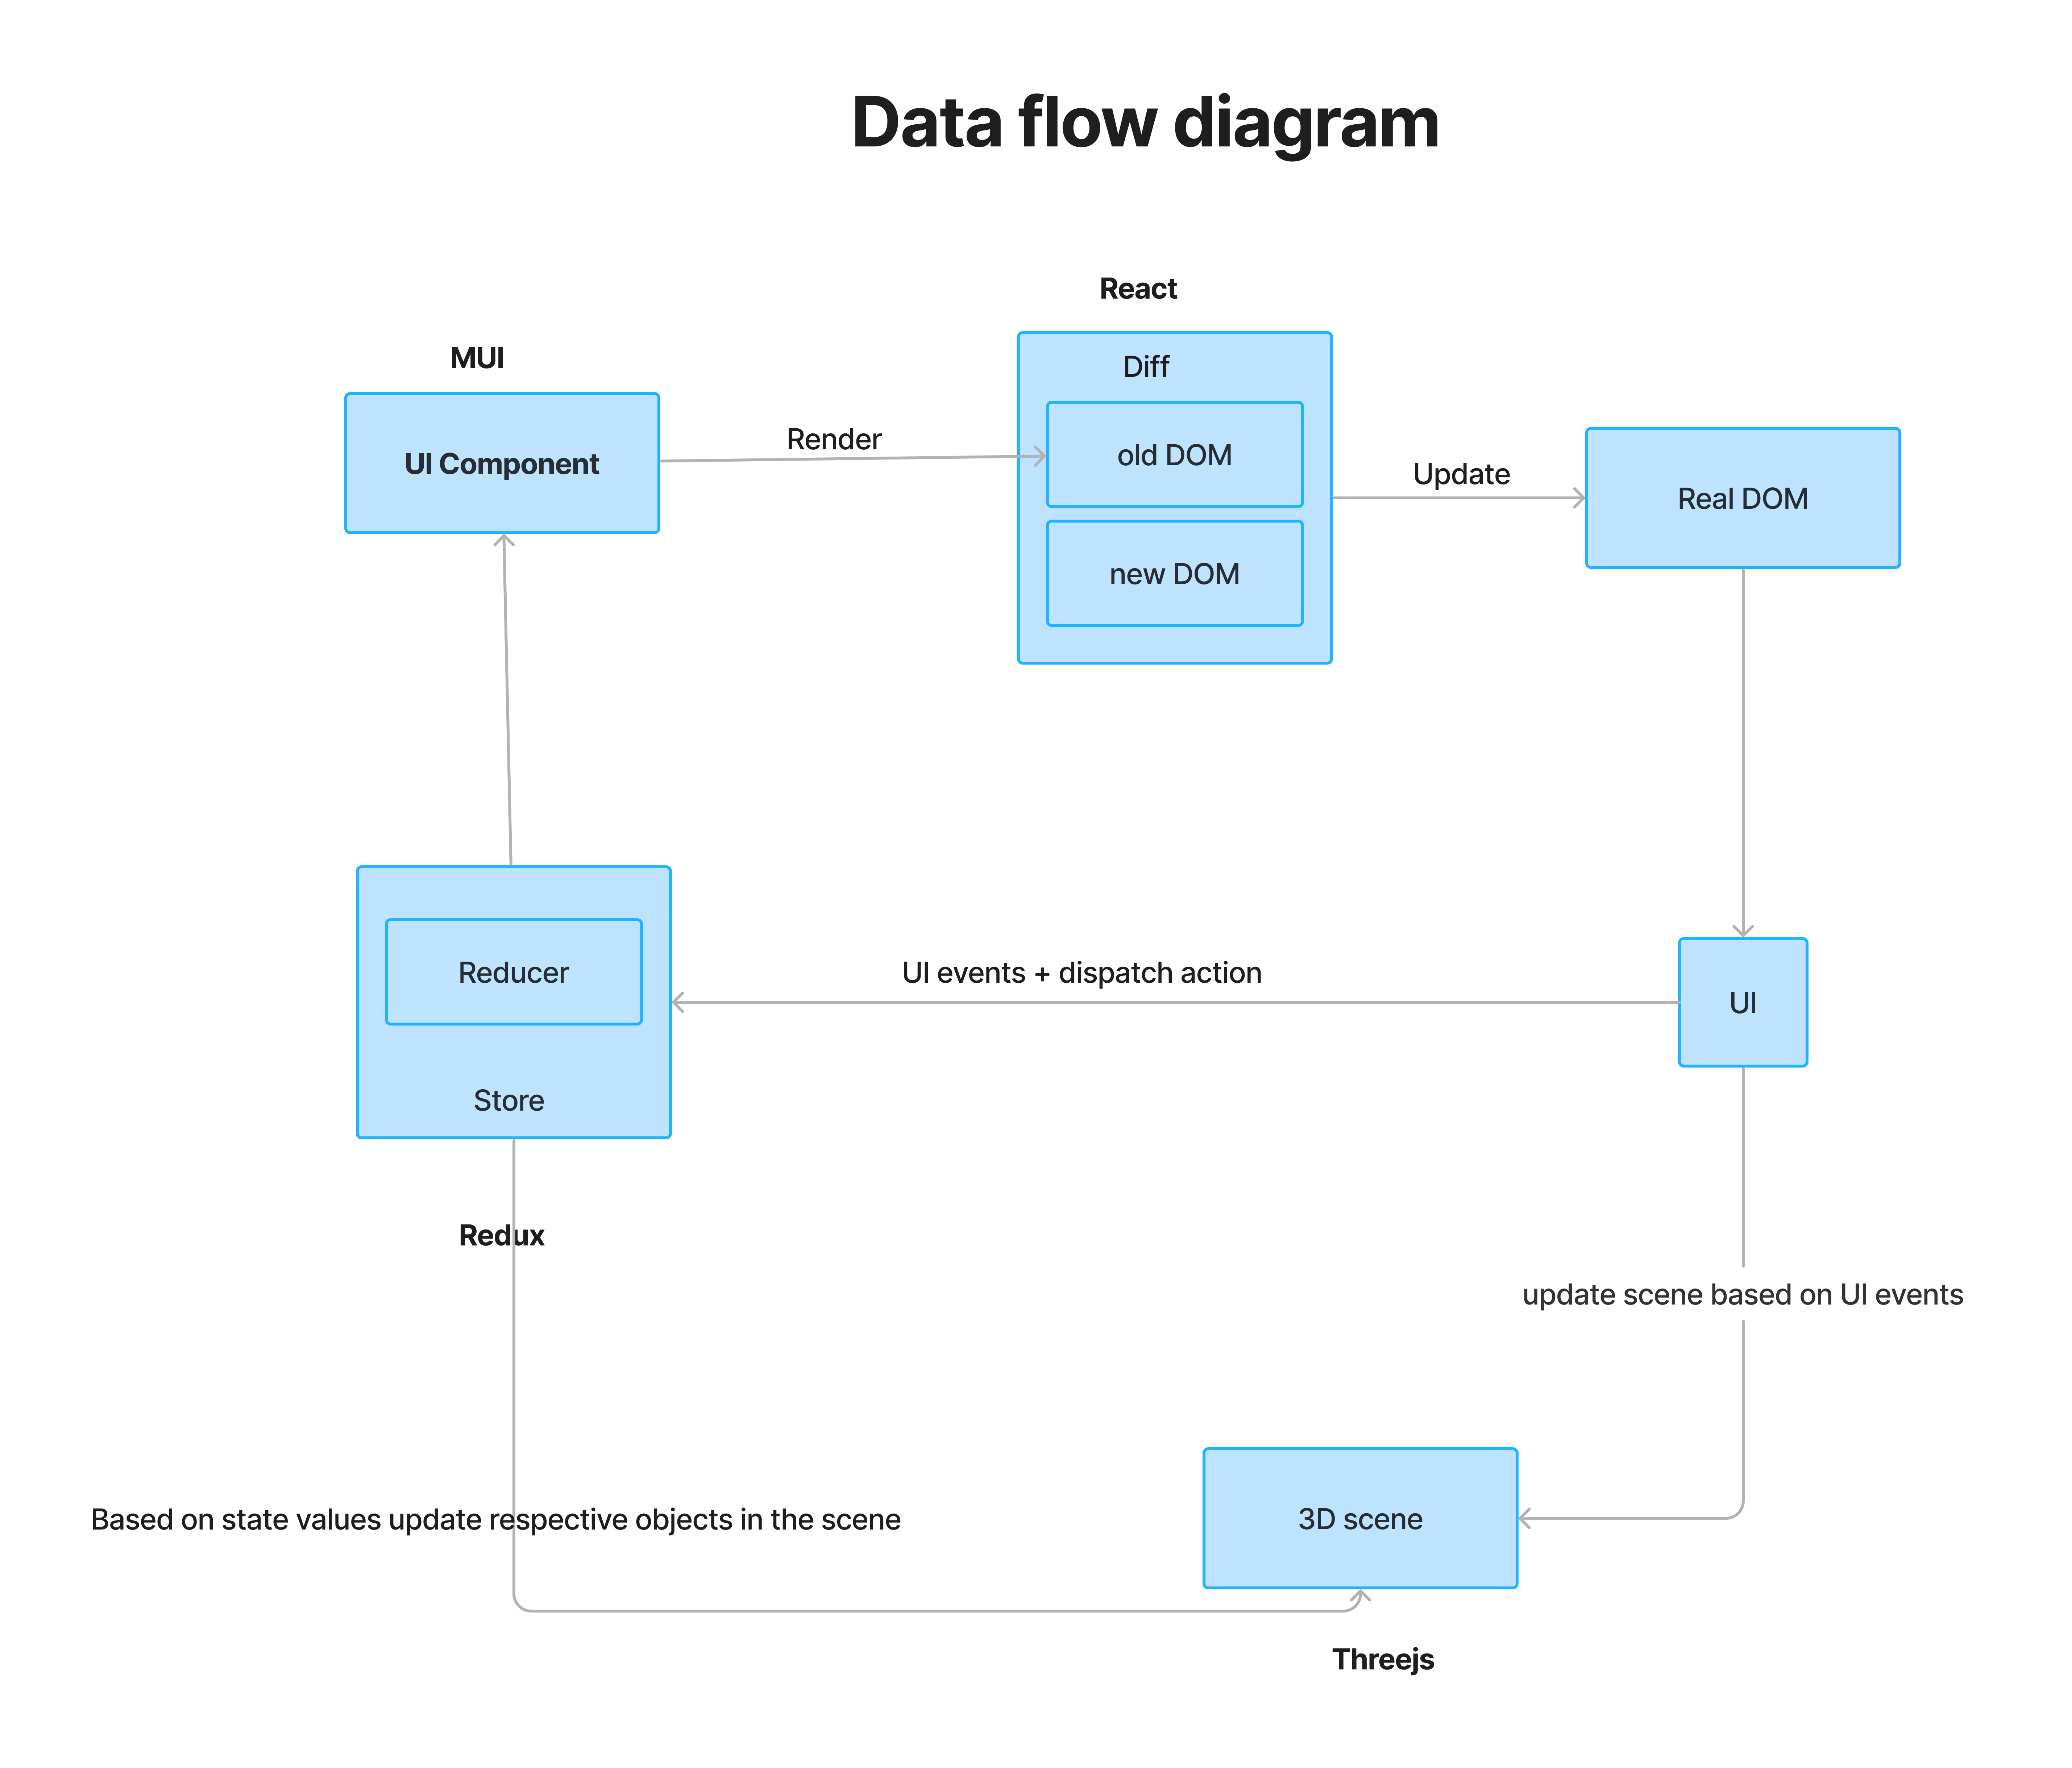 Data flow diagram
React
MUI
Diff
UI Component
Render
old DOM
Update
Real DOM
new DOM
Reducer
UI events + dispatch action
UI
Store
Redux
update scene based on UI events
Based on state values update respective objects in the scene
3D scene
Threejs